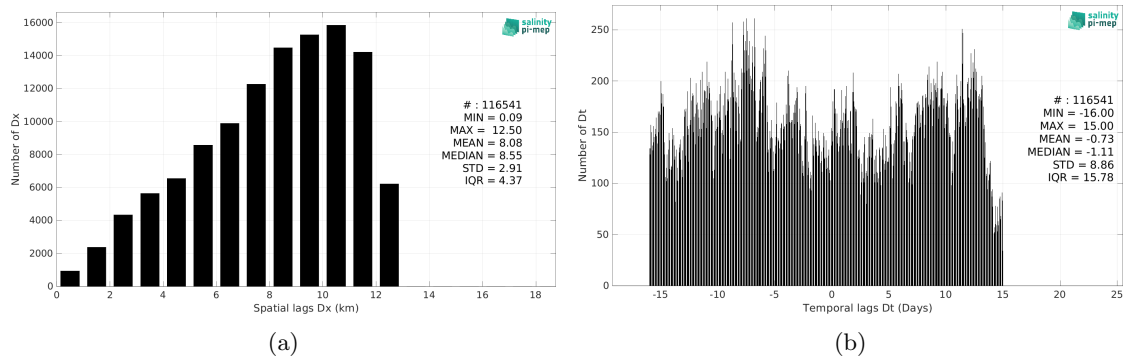 16000
14000
12000
10000
8000
6000
4000
2000
0
Number of Dx
salinity
pi-mep
# : 116541
MIN = 0.09
MAX = 12.50
MEAN = 8.08
MEDIAN = 8.55
STD = 2.91
IQR = 4.37
0 2 4 6 8 10 12 14 16 18
Spatial lags Dx (km)
(a)
250
200
150
100
50
0
Number of Dt
salinity
pi-mep
# : 116541
MIN = -16.00
MAX = 15.00
MEAN = -0.73
MEDIAN = -1.11
STD = 8.86
IQR = 15.78
-15 -10 -5 0 5 10 15 20 25
Temporal lags Dt (Days)
(b)